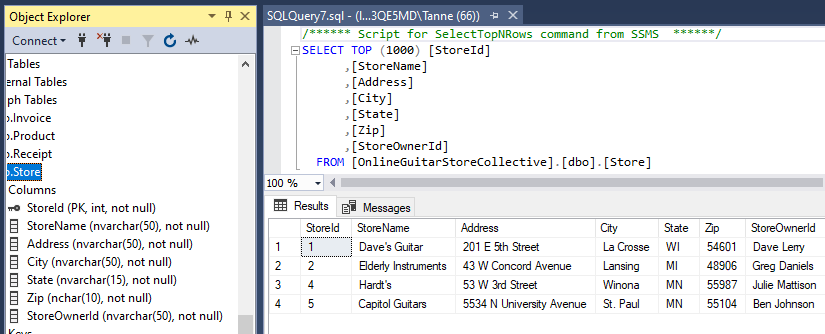 Object Explorer
Connect
Tables
ernal Tables
ph Tables
o.Invoice
o.Product
o.Receipt
o.Store
Columns
StoreId (PK, int, not null)
StoreName (nvarchar(50), not null)
Address (nvarchar(50), not null)
City (nvarchar(50), not null)
State (nvarchar(15), not null)
Zip (nchar(10), not null)
StoreOwnerId (nvarchar(50), not null)
Keys
SQLQuery7.sql - (l...3QE5MD\Tanne (66))
/****** Script for SelectTopNRows command from SSMS ******/
SELECT TOP (1000) [StoreId]
,[StoreName]
,[Address]
,[City]
,[State]
,[Zip]
,[StoreOwnerId]
FROM [OnlineGuitarStoreCollective].[dbo].[Store]
100 %
Results Messages
StoreId StoreName Address City State Zip StoreOwnerId
1 1 Dave's Guitar 201 E 5th Street La Crosse WI 54601 Dave Lerry
2 2 Elderly Instruments 43 W Concord Avenue Lansing MI 48906 Greg Daniels
3 4 Hardt's 53 W 3rd Street Winona MN 55987 Julie Mattison
4 5 Capitol Guitars 5534 N University Avenue St. Paul MN 55104 Ben Johnson